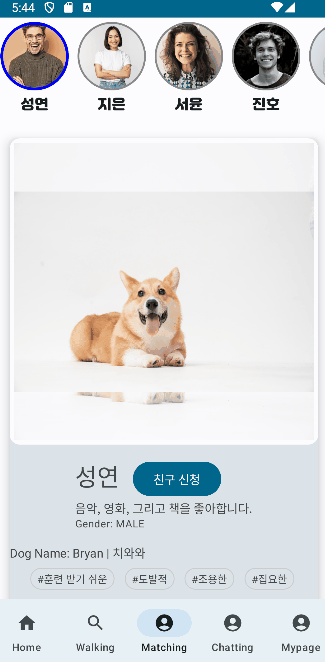 5:44
성연 지은 서윤 진호
성연 친구 신청
음악, 영화, 그리고 책을 좋아합니다.
Gender: MALE
Dog Name: Bryan | 치와와
#훈련 받기 쉬운 #도발적 #조용한 #집요한
Home Walking Matching Chatting Mypage